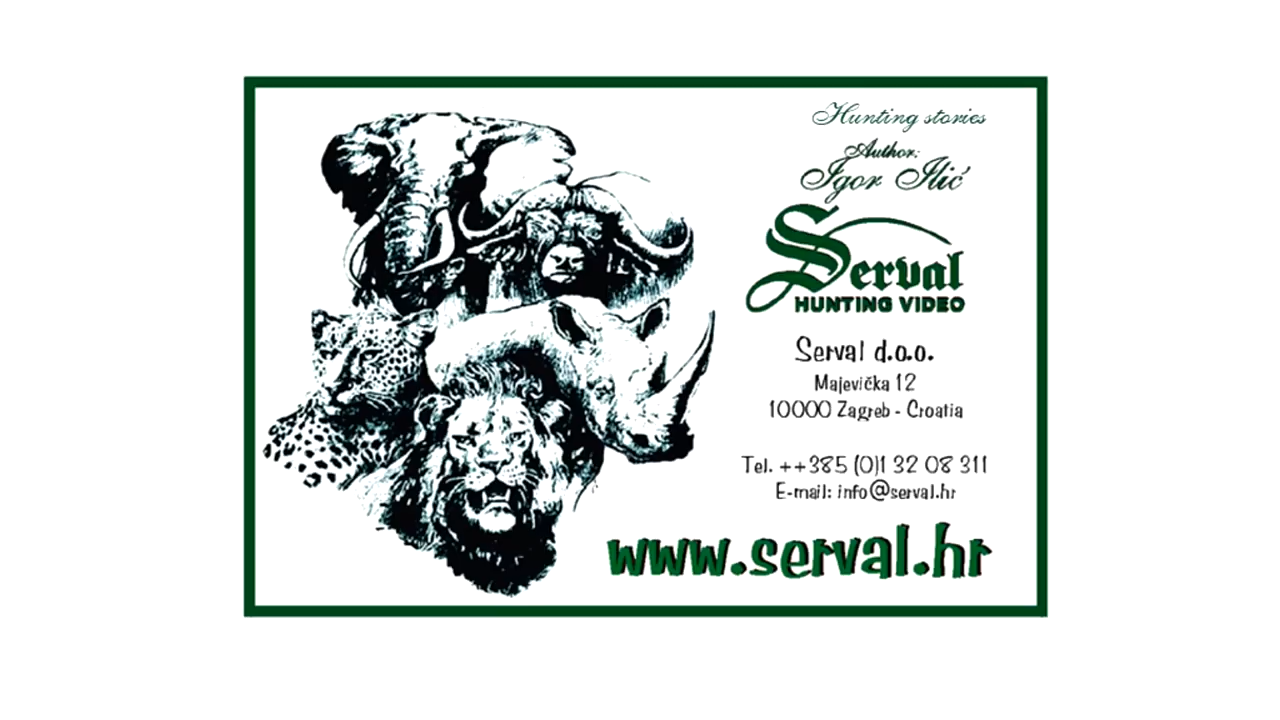 Hunting stories
Author:
Igor Ilić
Serval
HUNTING VIDEO
Serval d.o.o.
Majevička 12
10000 Zagreb - Croatia
Tel. ++385 (0)1 32 08 311
E-mail: info@serval.hr
www.serval.hr